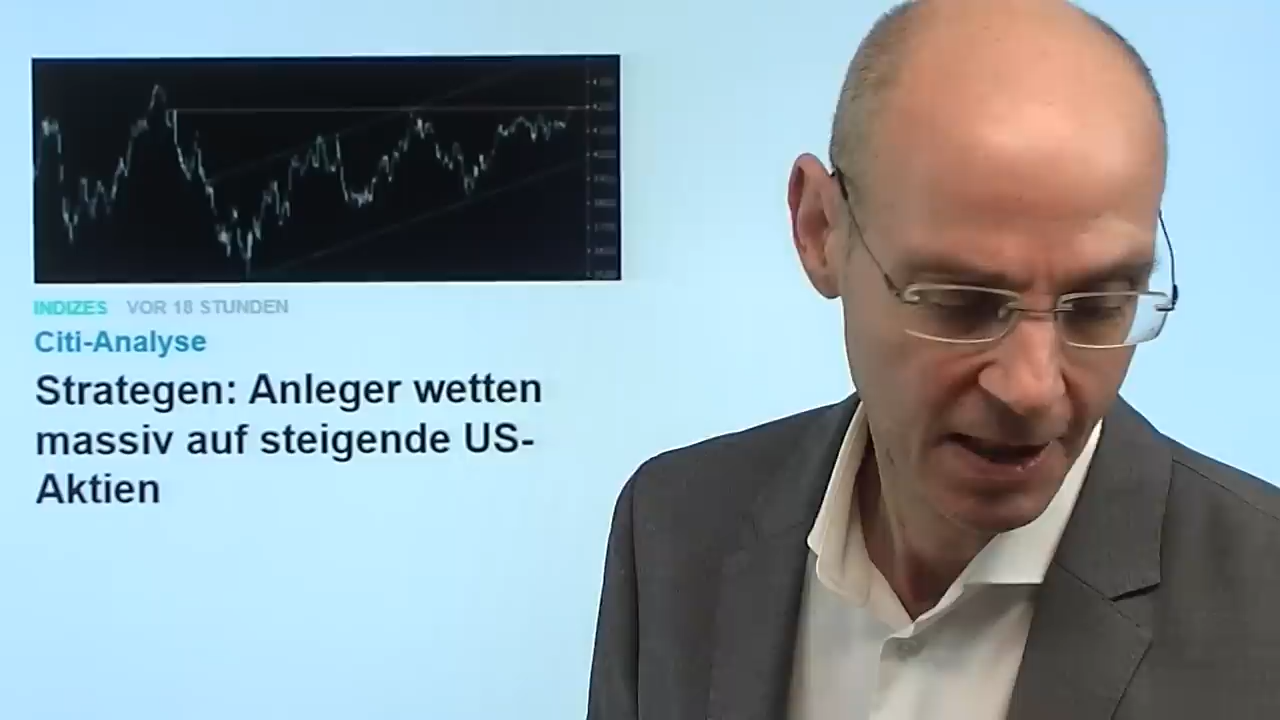 INDIZES VOR 18 STUNDEN
Citi-Analyse
Strategen: Anleger wetten
massiv auf steigende US-
Aktien